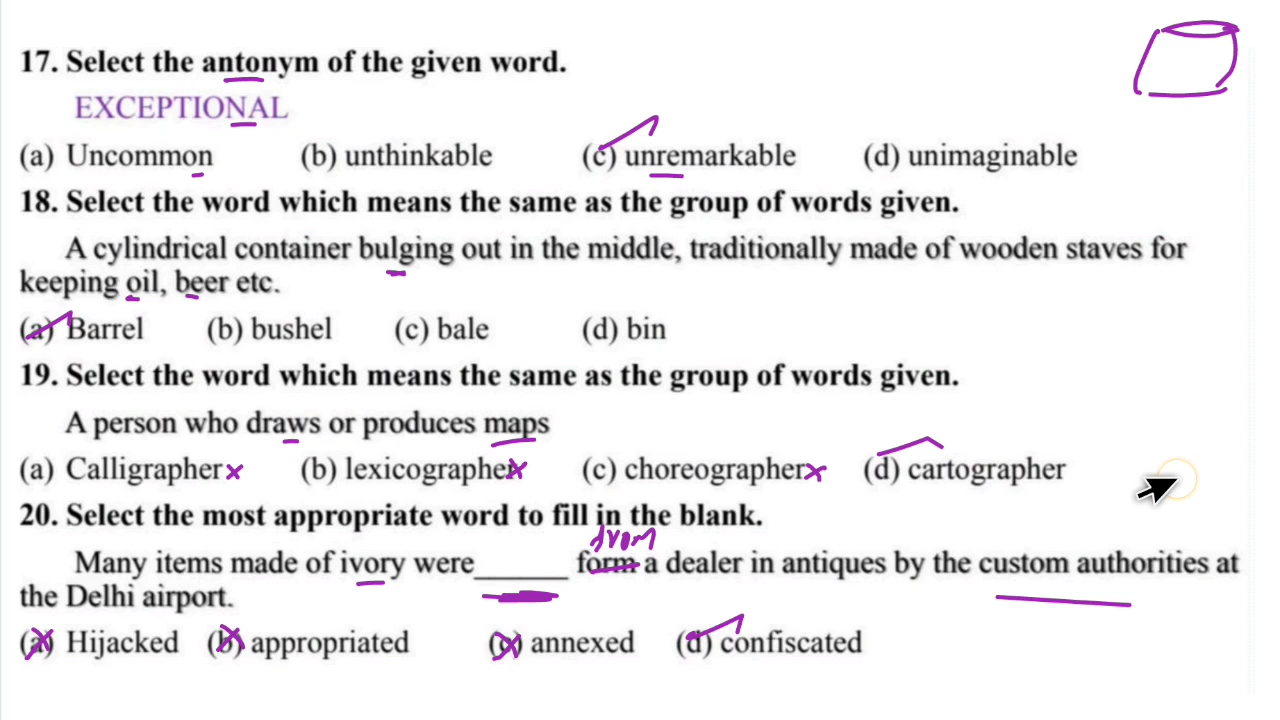 17. Select the antonym of the given word.
EXCEPTIONAL
(a) Uncommon (b) unthinkable (c) unremarkable (d) unimaginable
18. Select the word which means the same as the group of words given.
A cylindrical container bulging out in the middle, traditionally made of wooden staves for
keeping oil, beer etc.
(a) Barrel (b) bushel (c) bale (d) bin
19. Select the word which means the same as the group of words given.
A person who draws or produces maps
(a) Calligrapher x (b) lexicographer x (c) choreographer x (d) cartographer
20. Select the most appropriate word to fill in the blank.
from
Many items made of ivory were______ form a dealer in antiques by the custom authorities at
the Delhi airport.
(a) Hijacked (b) appropriated (c) annexed (d) confiscated